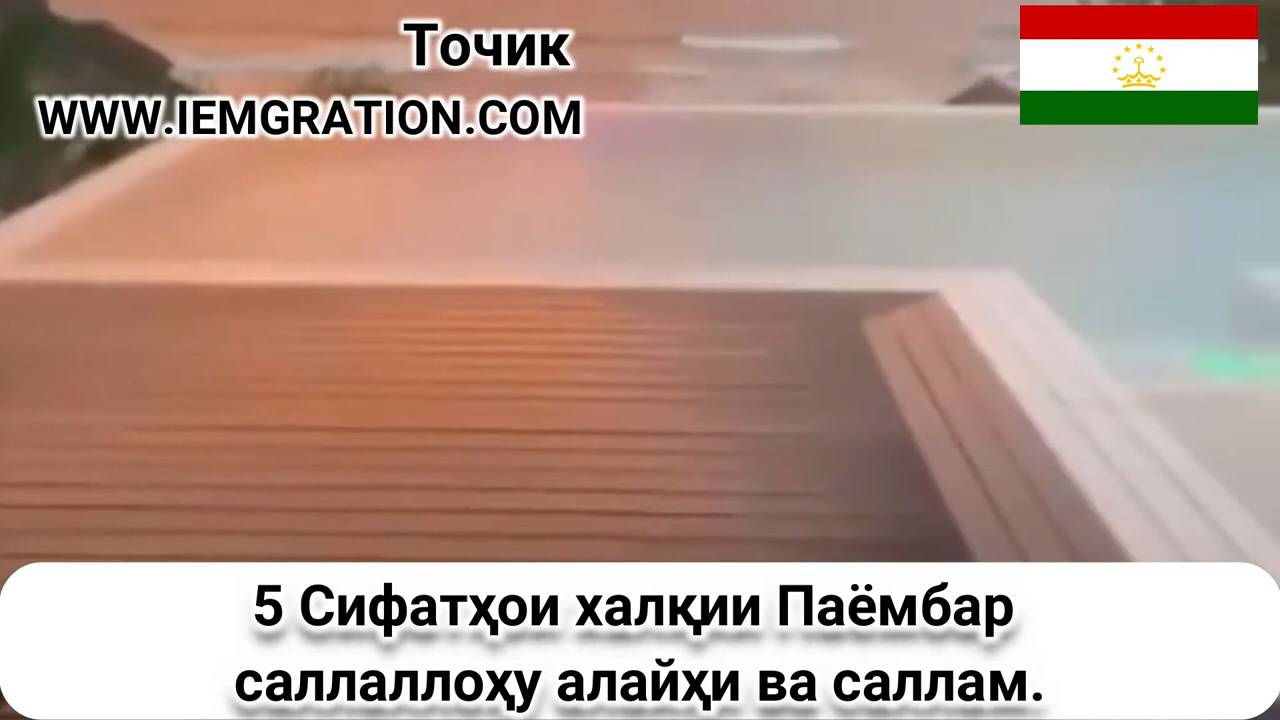 Точик
WWW.IEMGRATION.COM
5 Сифатҳои халқии Паёмбар
саллаллоҳу алайҳи ва саллам.